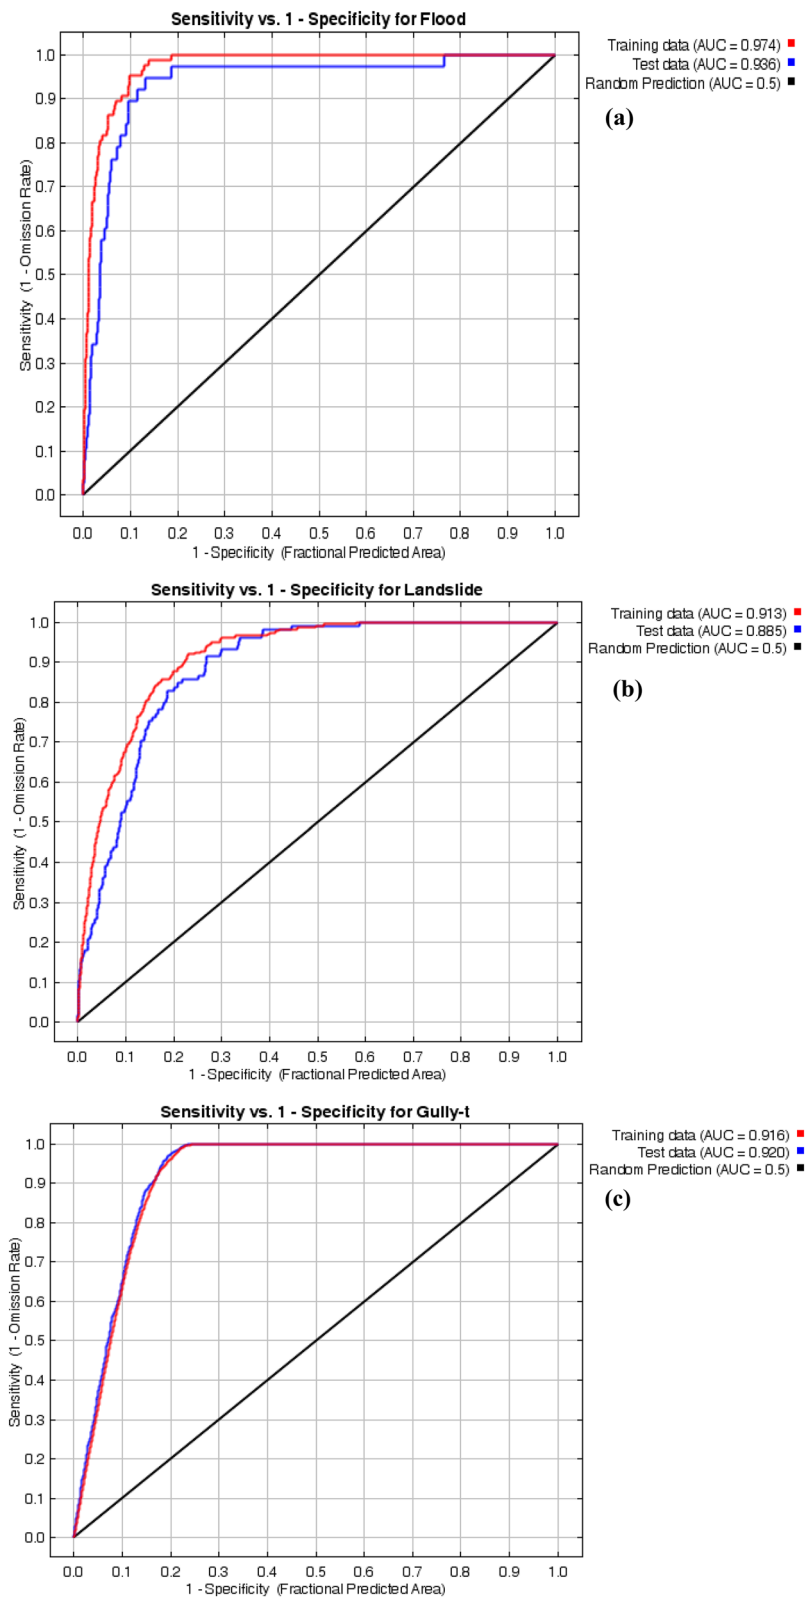 Sensitivity vs. 1 - Specificity for Flood
Training data (AUC = 0.974)
Test data (AUC = 0.936)
Random Prediction (AUC = 0.5)
(a)
Sensitivity (1 - Omission Rate)
1.0
0.9
0.8
0.7
0.6
0.5
0.4
0.3
0.2
0.1
0.0
0.0 0.1 0.2 0.3 0.4 0.5 0.6 0.7 0.8 0.9 1.0
1 - Specificity (Fractional Predicted Area)
Sensitivity vs. 1 - Specificity for Landslide
Training data (AUC = 0.913)
Test data (AUC = 0.885)
Random Prediction (AUC = 0.5)
(b)
Sensitivity (1 - Omission Rate)
1.0
0.9
0.8
0.7
0.6
0.5
0.4
0.3
0.2
0.1
0.0
0.0 0.1 0.2 0.3 0.4 0.5 0.6 0.7 0.8 0.9 1.0
1 - Specificity (Fractional Predicted Area)
Sensitivity vs. 1 - Specificity for Gully-t
Training data (AUC = 0.916)
Test data (AUC = 0.920)
Random Prediction (AUC = 0.5)
(c)
Sensitivity (1 - Omission Rate)
1.0
0.9
0.8
0.7
0.6
0.5
0.4
0.3
0.2
0.1
0.0
0.0 0.1 0.2 0.3 0.4 0.5 0.6 0.7 0.8 0.9 1.0
1 - Specificity (Fractional Predicted Area)